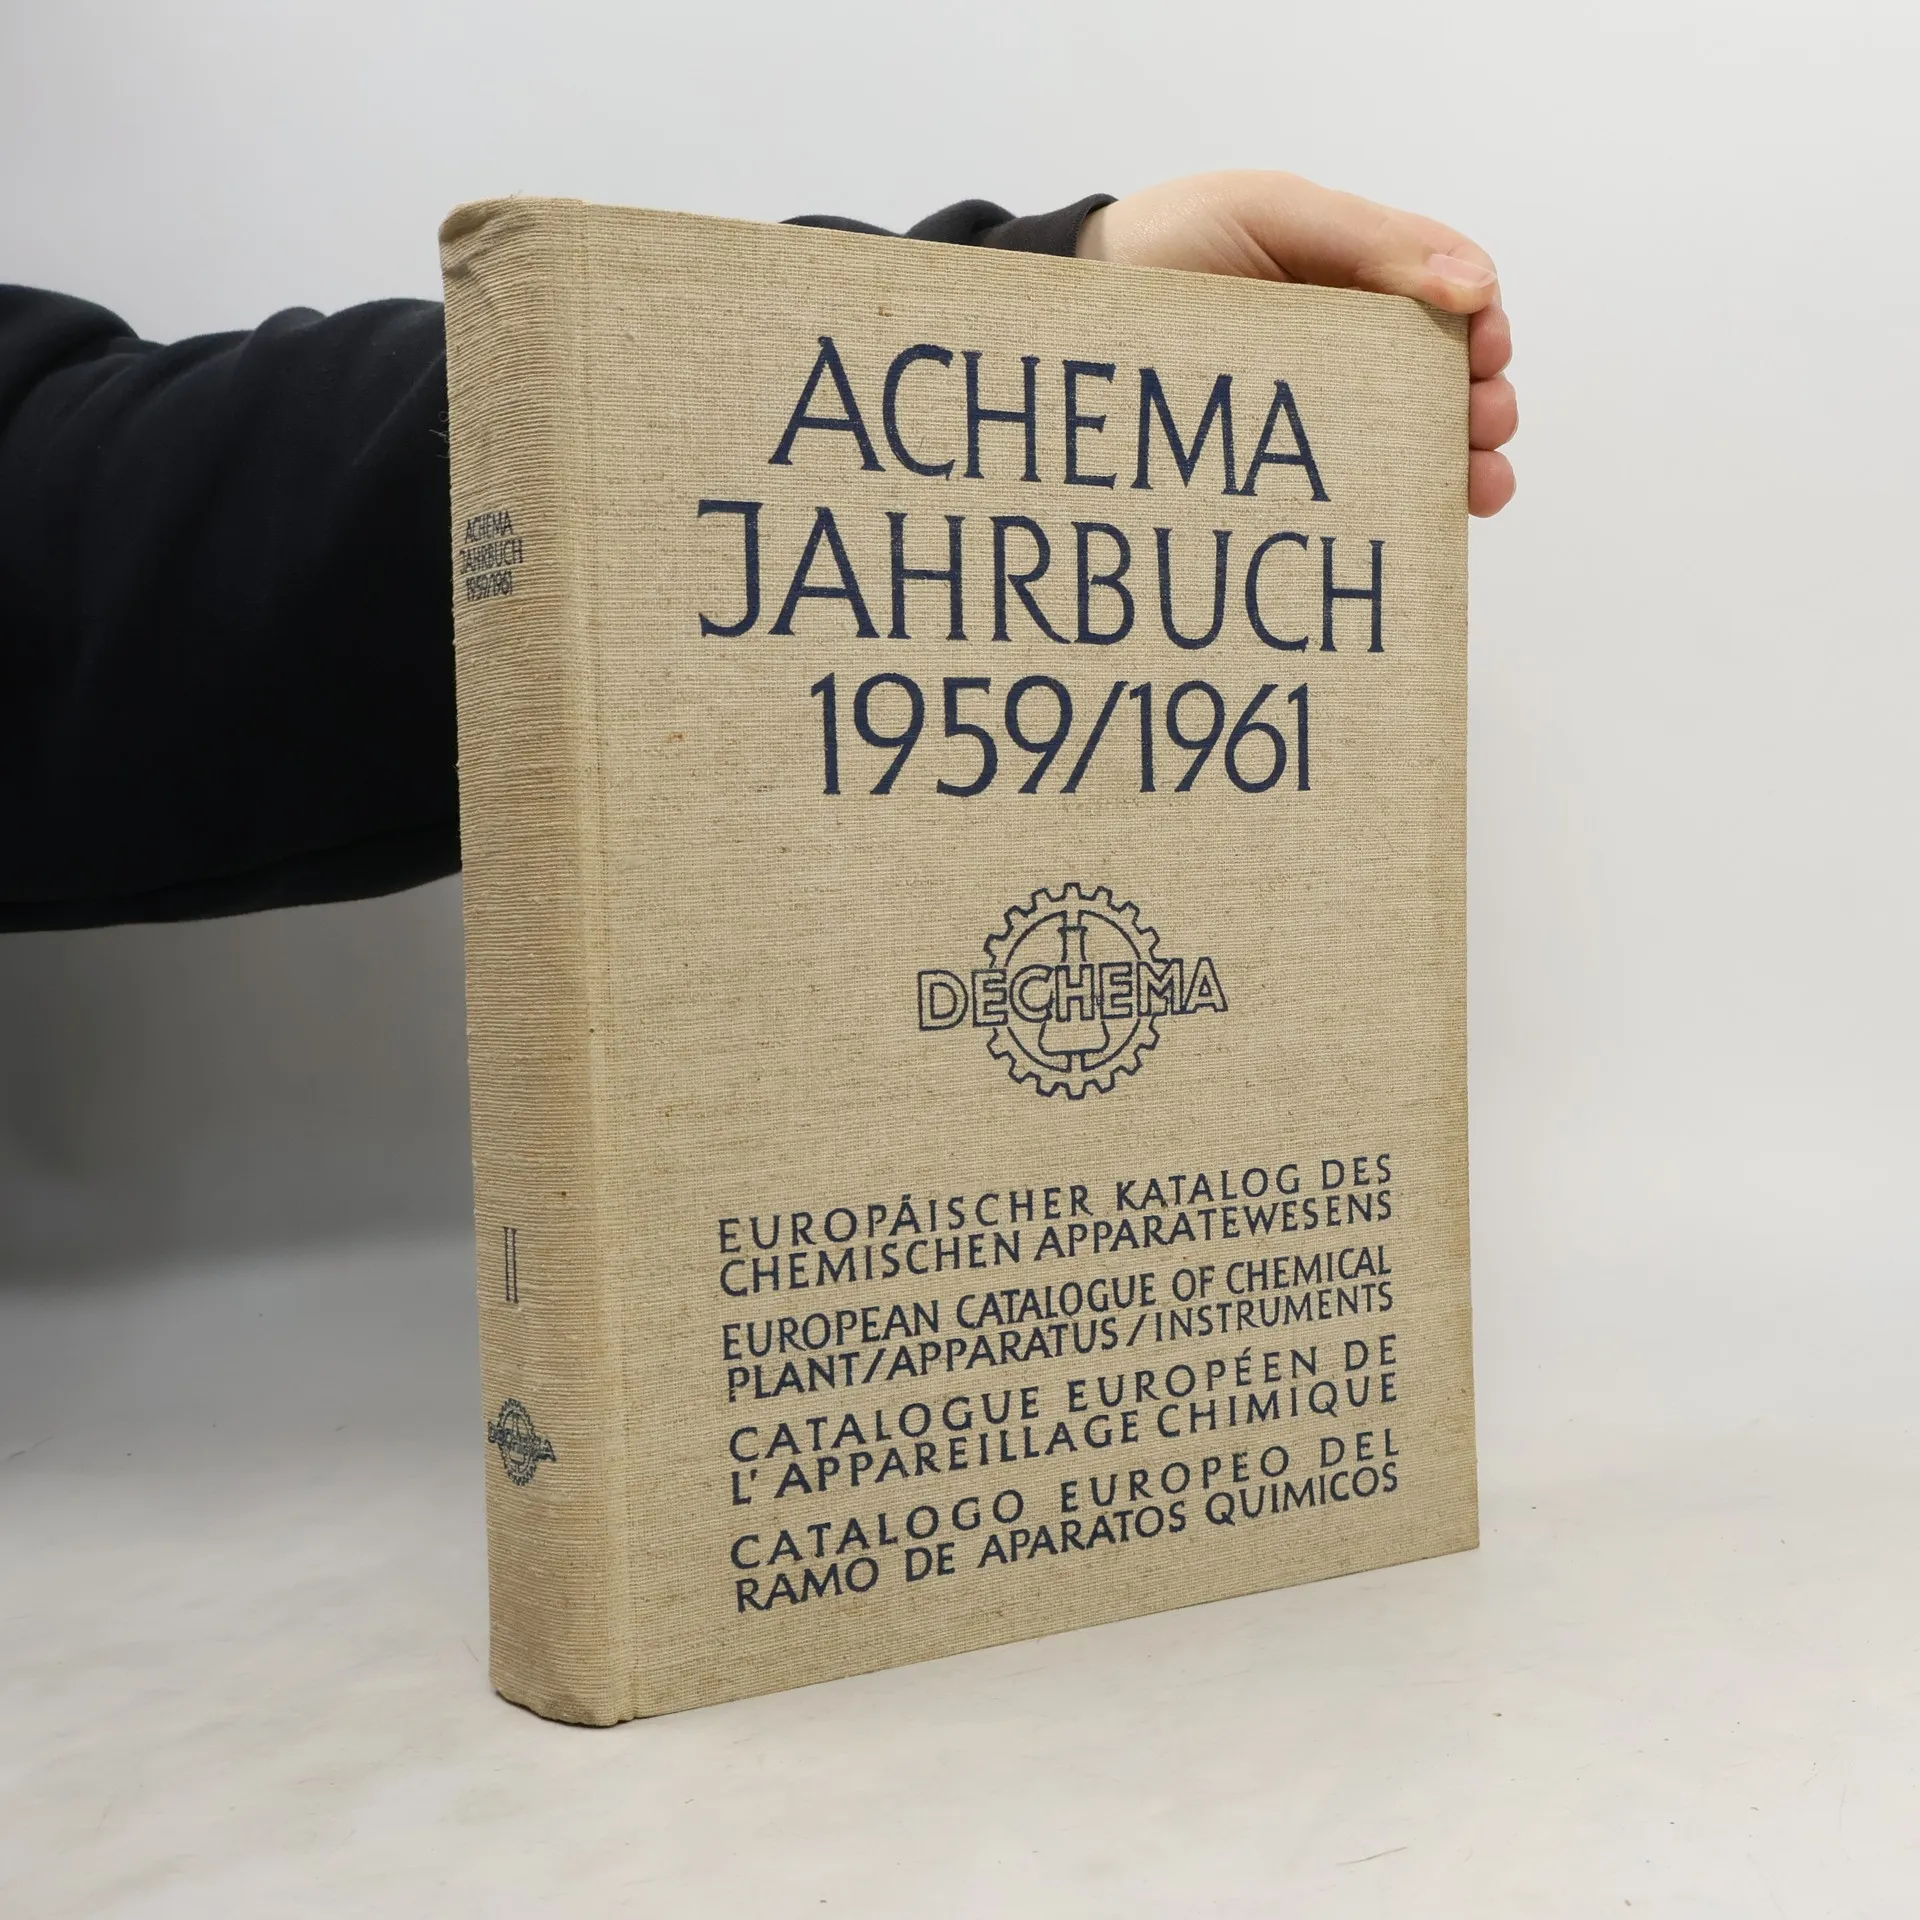 ACHEMA
JAHRBUCH
1959/1961
DECHEMA
EUROPÄISCHER KATALOG DES
CHEMISCHEN APPARATEWESENS
EUROPEAN CATALOGUE OF CHEMICAL
PLANT/APPARATUS/INSTRUMENTS
CATALOGUE EUROPÉEN DE
L'APPAREILLAGE CHIMIQUE
CATALOGO EUROPEO DEL
RAMO DE APARATOS QUIMICOS
ACHEMA
JAHRBUCH
1959/1961
II
DECHEMA